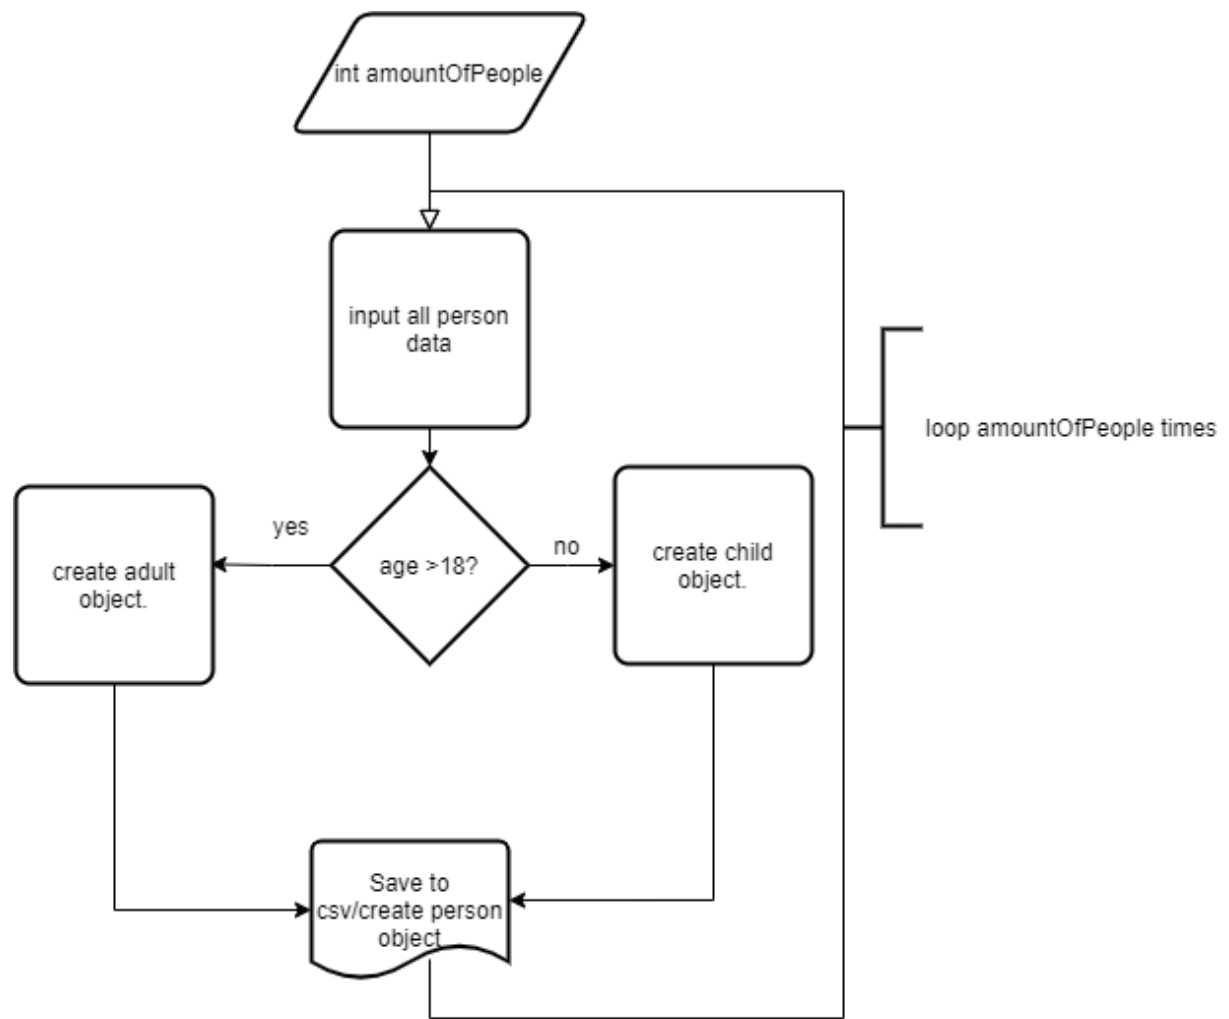 int amountOfPeople
input all person
data
loop amountOfPeople times
yes
age >18?
no
create adult
object.
create child
object.
Save to
csv/create person
object